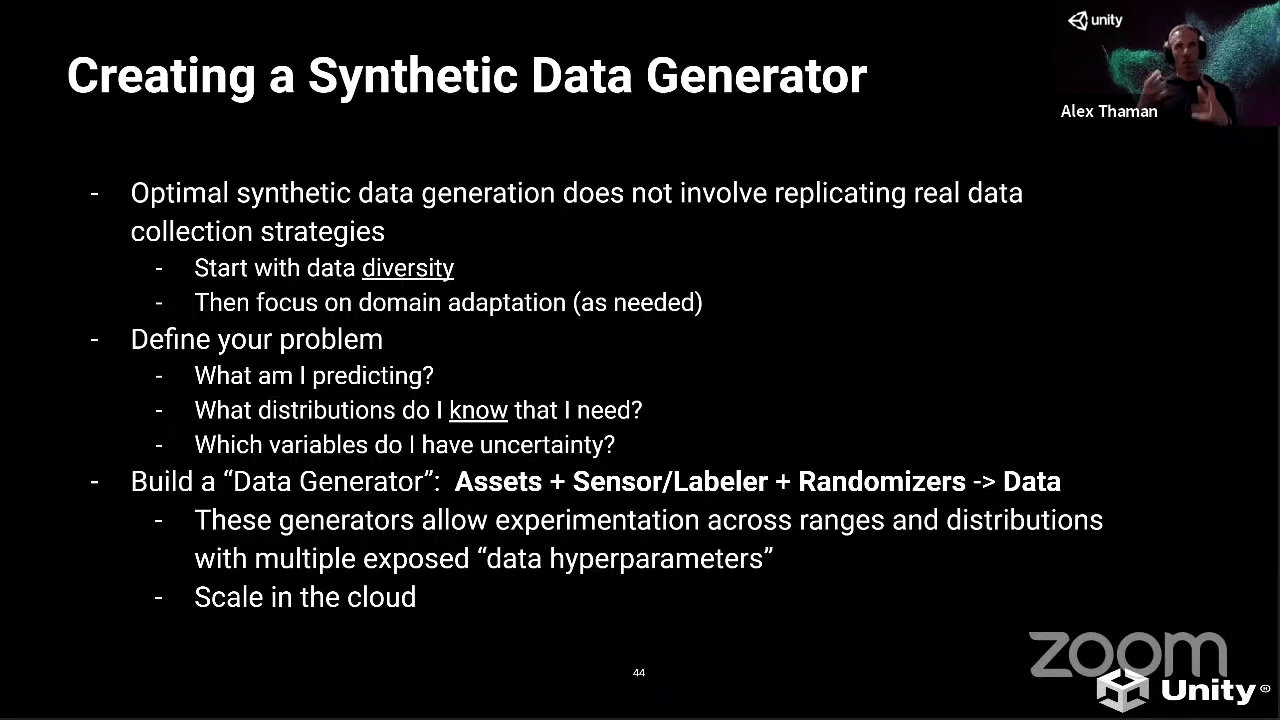 Creating a Synthetic Data Generator
unity
Alex Thaman
- Optimal synthetic data generation does not involve replicating real data
collection strategies
- Start with data diversity
- Then focus on domain adaptation (as needed)
- Define your problem
- What am I predicting?
- What distributions do I know that I need?
- Which variables do I have uncertainty?
- Build a “Data Generator”: Assets + Sensor/Labeler + Randomizers -> Data
- These generators allow experimentation across ranges and distributions
with multiple exposed “data hyperparameters”
- Scale in the cloud
44
zoom
Unity®